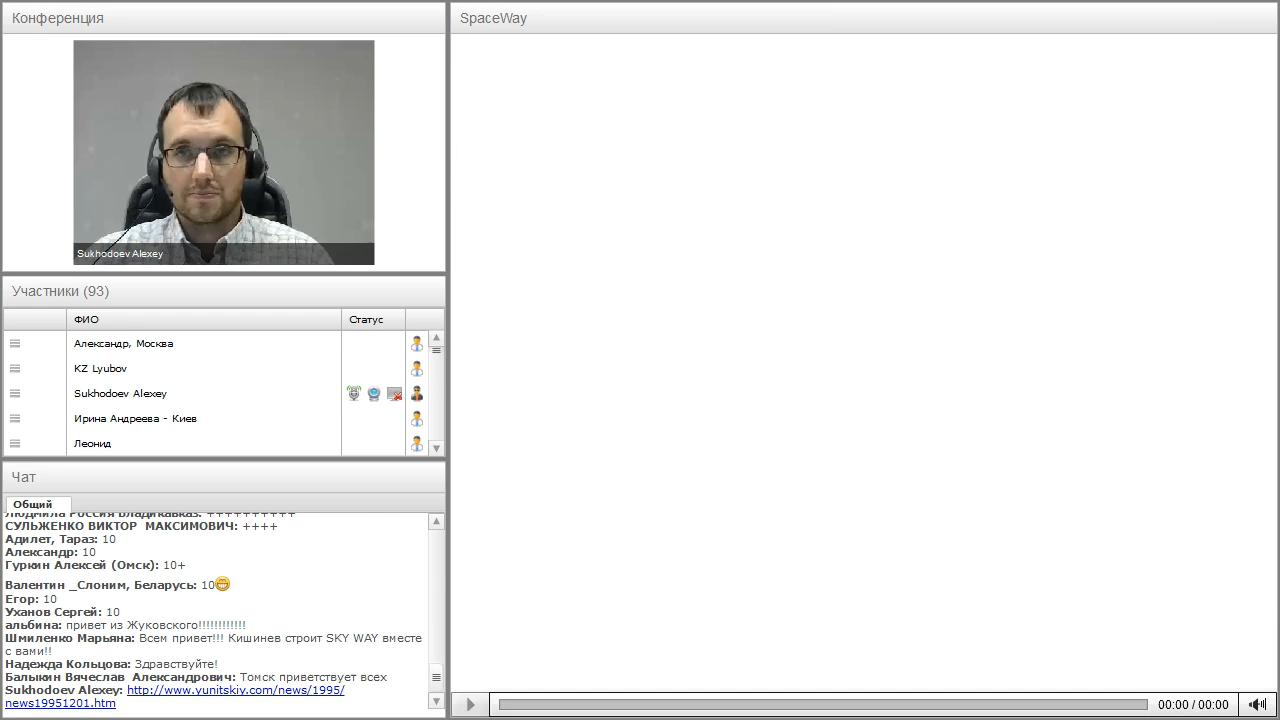 Конференция
Sukhodoev Alexey
Участники (93)
ФИО
Статус
Александр, Москва
KZ Lyubov
Sukhodoev Alexey
Ирина Андреева - Киев
Леонид
Чат
Общий
Людмила Россия Владикавказ: ++++++++++
СУЛЬЖЕНКО ВИКТОР МАКСИМОВИЧ: ++++
Адилет, Тараз: 10
Александр: 10
Гуркин Алексей (Омск): 10+
Валентин _Слоним, Беларусь: 10
Егор: 10
Уханов Сергей: 10
альбина: привет из Жуковского!!!!!!!!!!!!
Шмиленко Марьяна: Всем привет!!! Кишинев строит SKY WAY вместе
с вами!!
Надежда Кольцова: Здравствуйте!
Балыкин Вячеслав Александрович: Томск приветствует всех
Sukhodoev Alexey: http://www.yunitskiy.com/news/1995/
news19951201.htm
SpaceWay
00:00 / 00:00